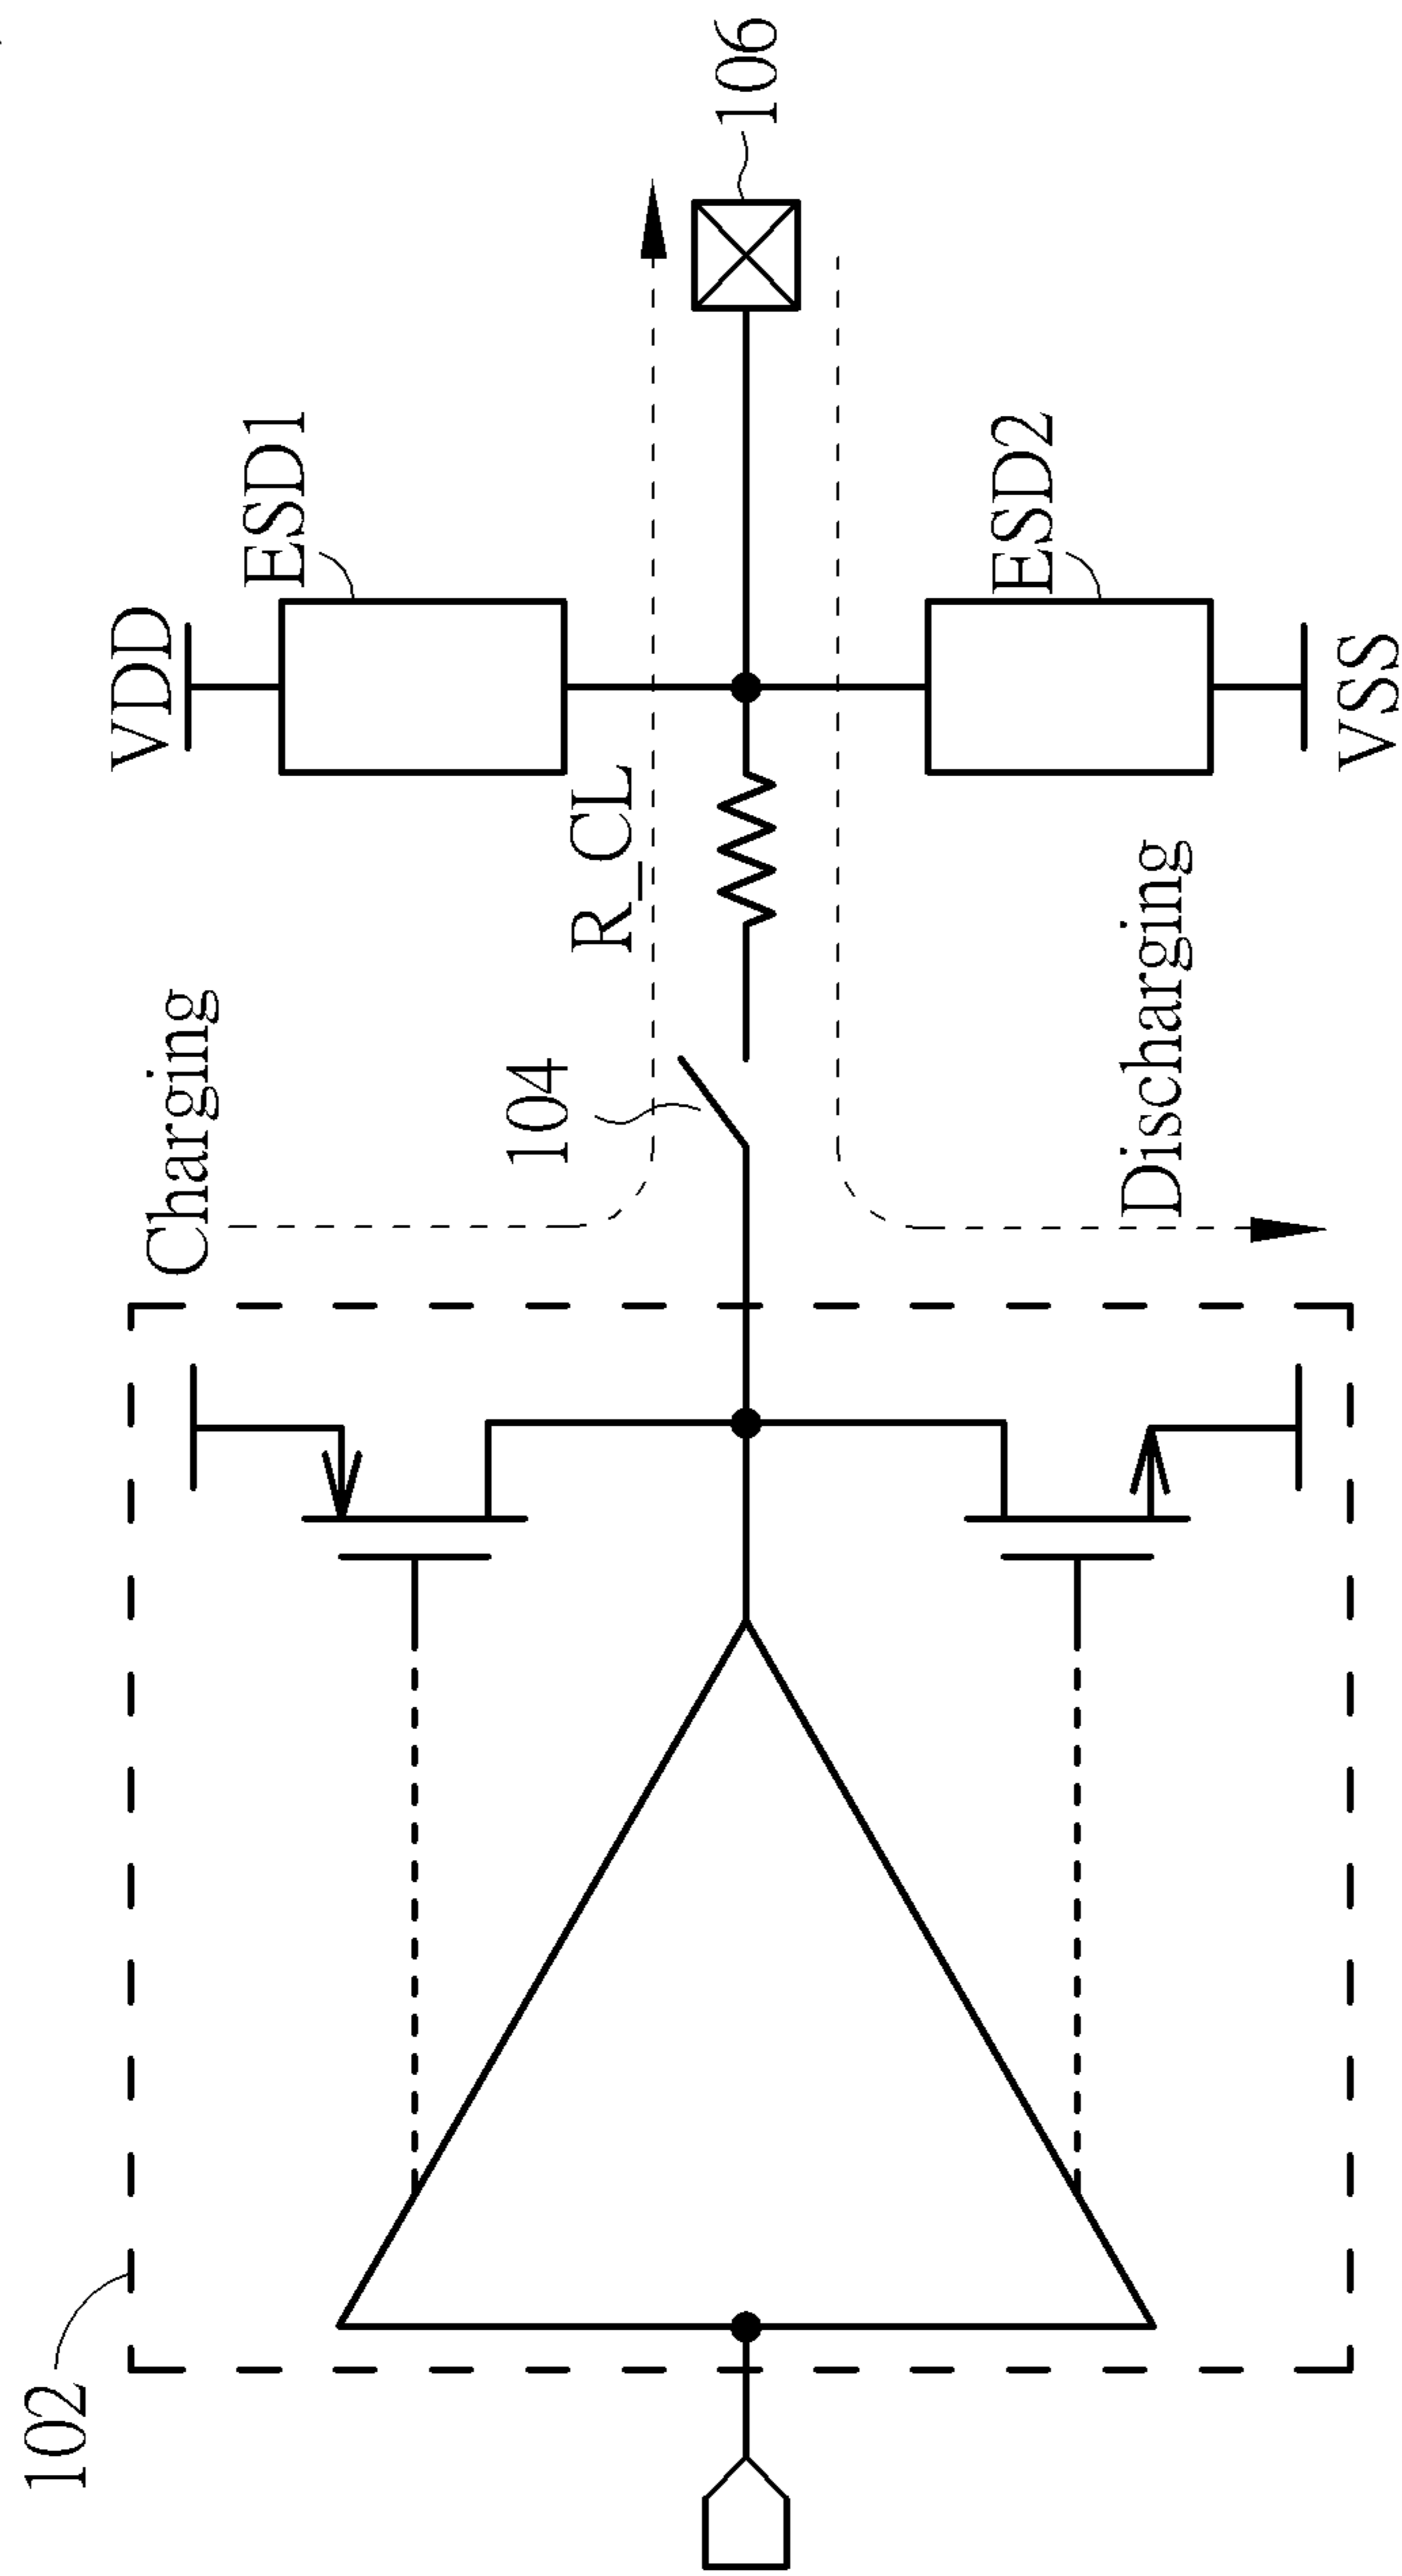 VDD
Charging
ESD1
102
104
R_CL
106
ESD2
Discharging
VSS